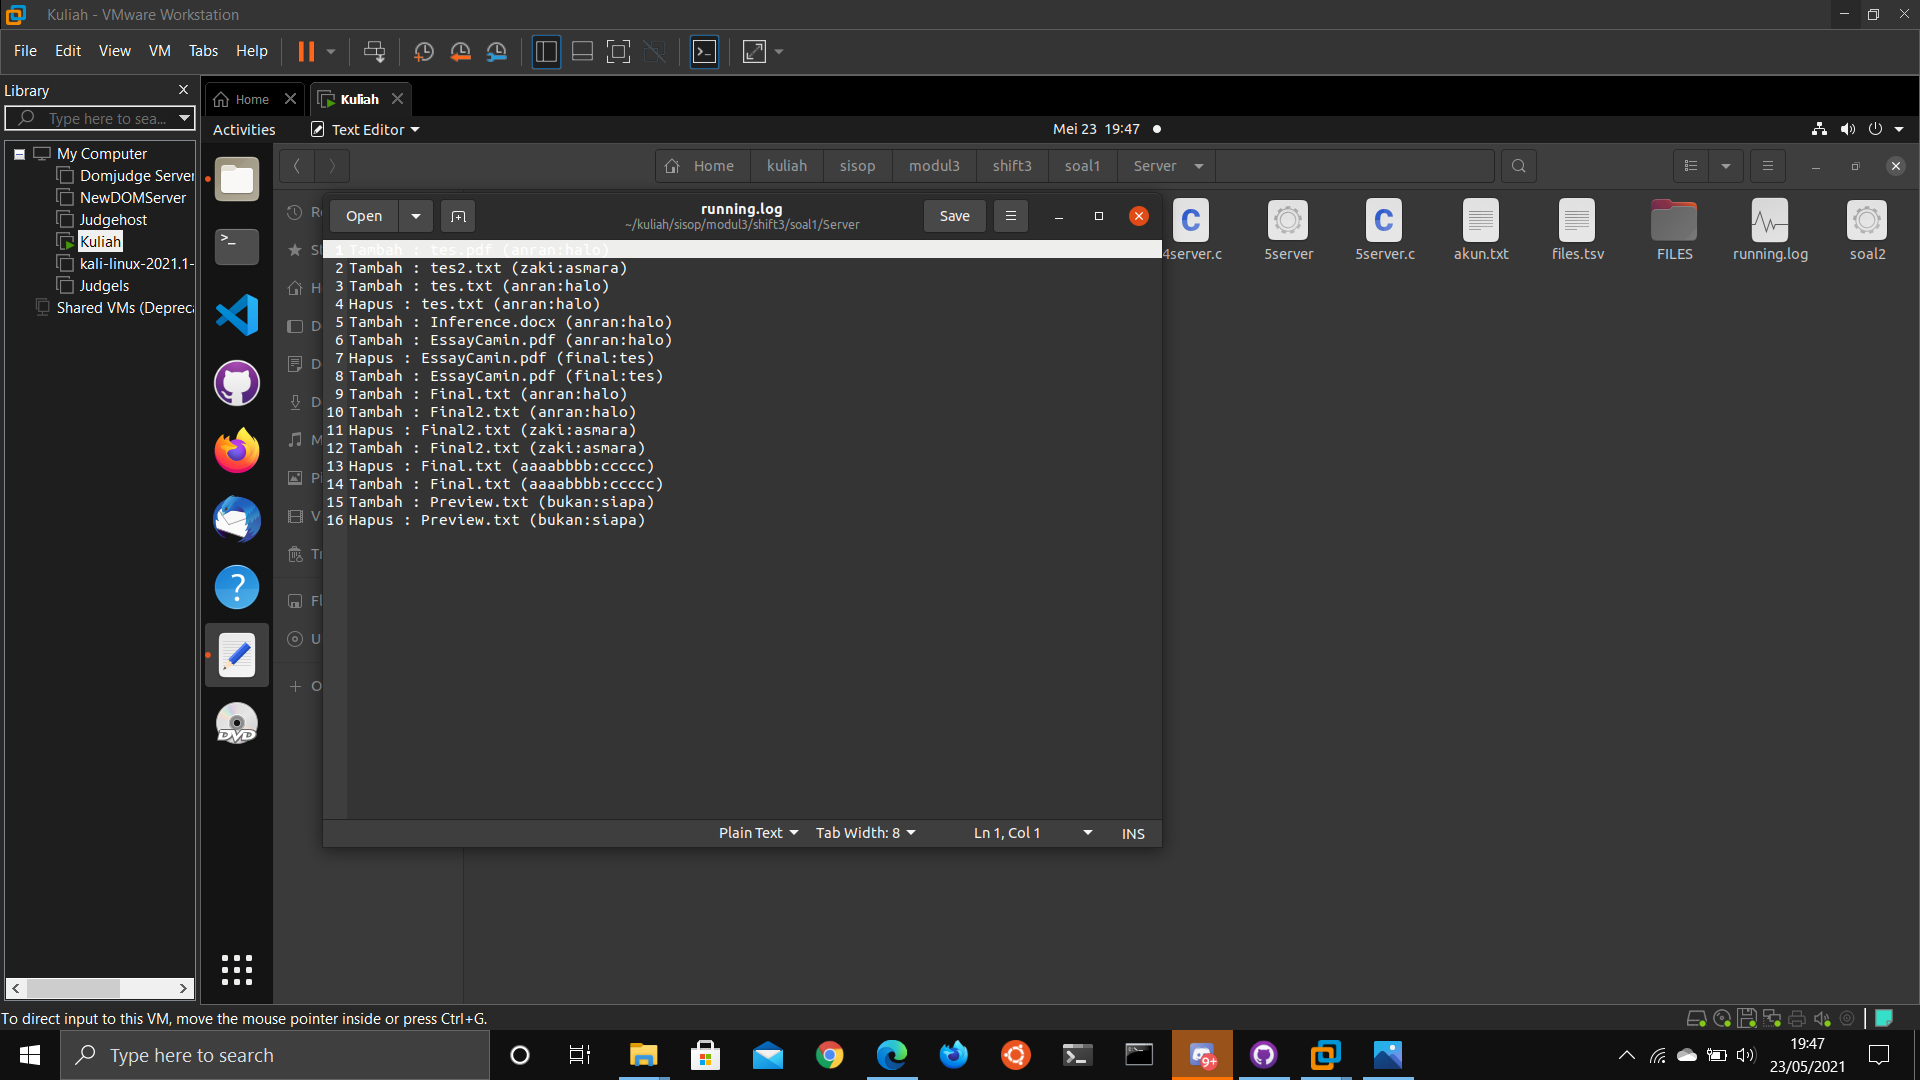 Kuliah - VMware Workstation
File Edit View VM Tabs Help
Library
Type here to sea...
My Computer
Domjudge Server
NewDOMServer
Judgehost
Kuliah
kali-linux-2021.1-
Judgels
Shared VMs (Depreca
Home
Kuliah
Activities
Text Editor
Mei 23 19:47
Home kuliah sisop modul3 shift3 soal1 Server
Open
running.log
~/kuliah/sisop/modul3/shift3/soal1/Server
Save
1 Tambah : tes.pdf (anran:halo)
2 Tambah : tes2.txt (zaki:asmara)
3 Tambah : tes.txt (anran:halo)
4 Hapus : tes.txt (anran:halo)
5 Tambah : Inference.docx (anran:halo)
6 Tambah : EssayCamin.pdf (anran:halo)
7 Hapus : EssayCamin.pdf (final:tes)
8 Tambah : EssayCamin.pdf (final:tes)
9 Tambah : Final.txt (anran:halo)
10 Tambah : Final2.txt (anran:halo)
11 Hapus : Final2.txt (zaki:asmara)
12 Tambah : Final2.txt (zaki:asmara)
13 Hapus : Final.txt (aaaabbbb:ccccc)
14 Tambah : Final.txt (aaaabbbb:ccccc)
15 Tambah : Preview.txt (bukan:siapa)
16 Hapus : Preview.txt (bukan:siapa)
Plain Text Tab Width: 8 Ln 1, Col 1 INS
4server.c 5server 5server.c akun.txt files.tsv FILES running.log soal2
DVD
To direct input to this VM, move the mouse pointer inside or press Ctrl+G.
Type here to search
9+
19:47
23/05/2021